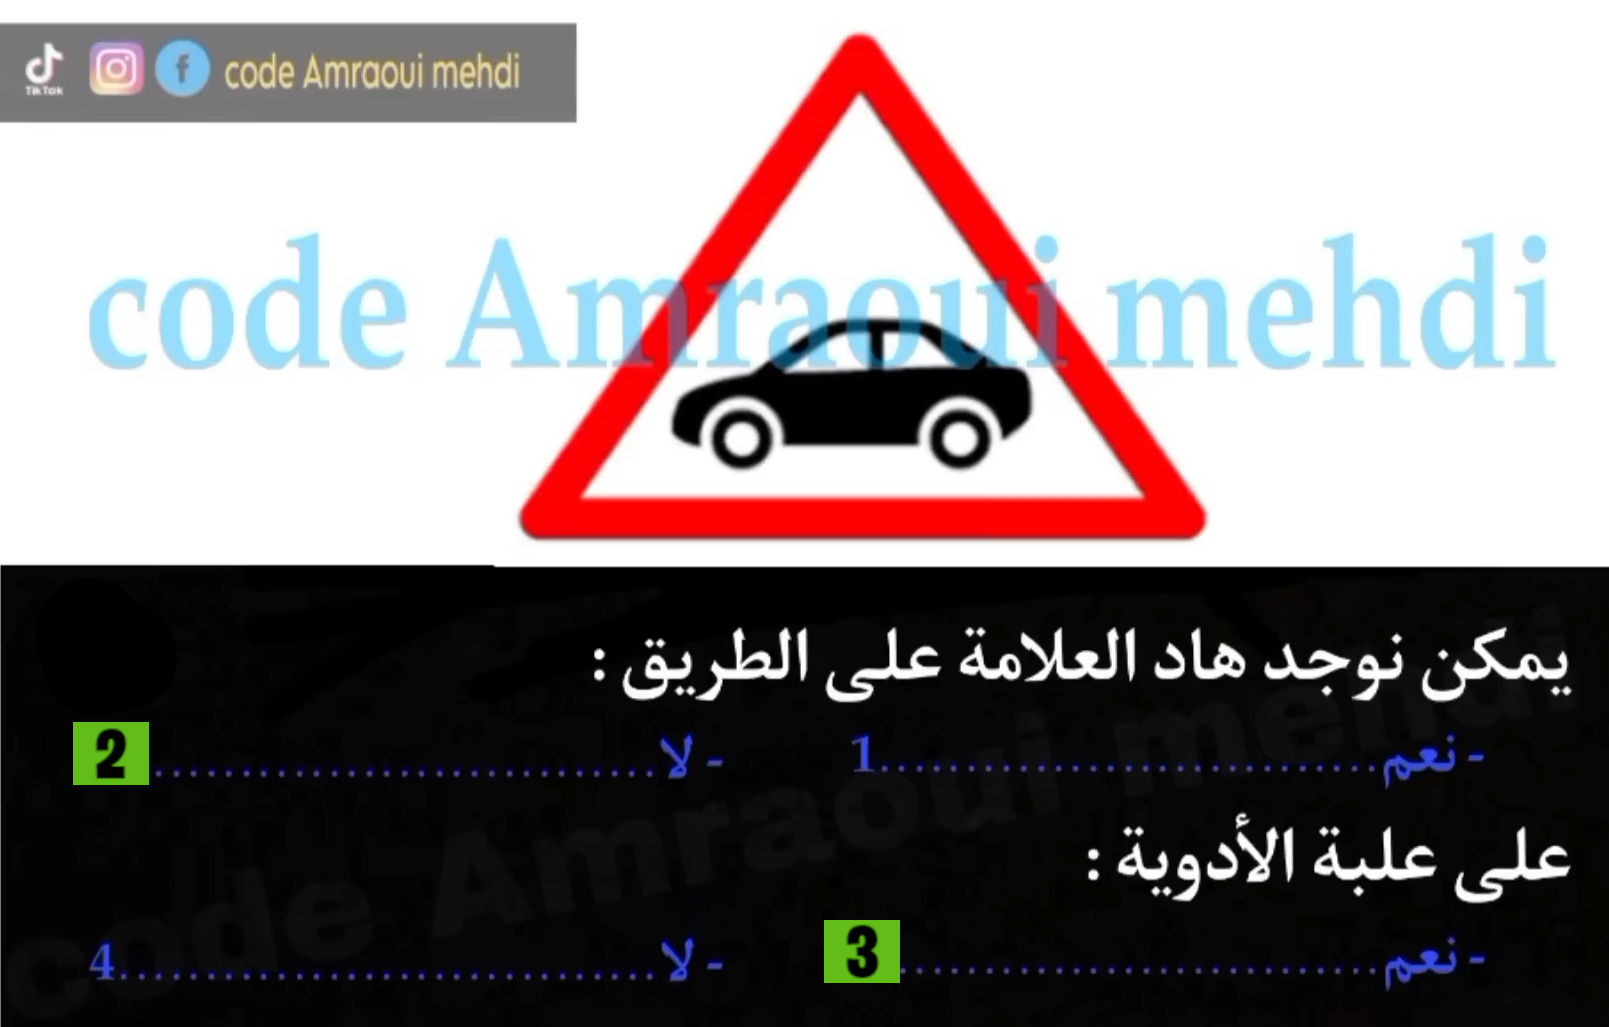 TikTok f code Amraoui mehdi
code Amraoui mehdi
يمكن نوجد هاد العلامة على الطريق :
- نعم..............................1 - لا..............................2
على علبة الأدوية :
- نعم..............................3 - لا..............................4
code Amraoui mehdi